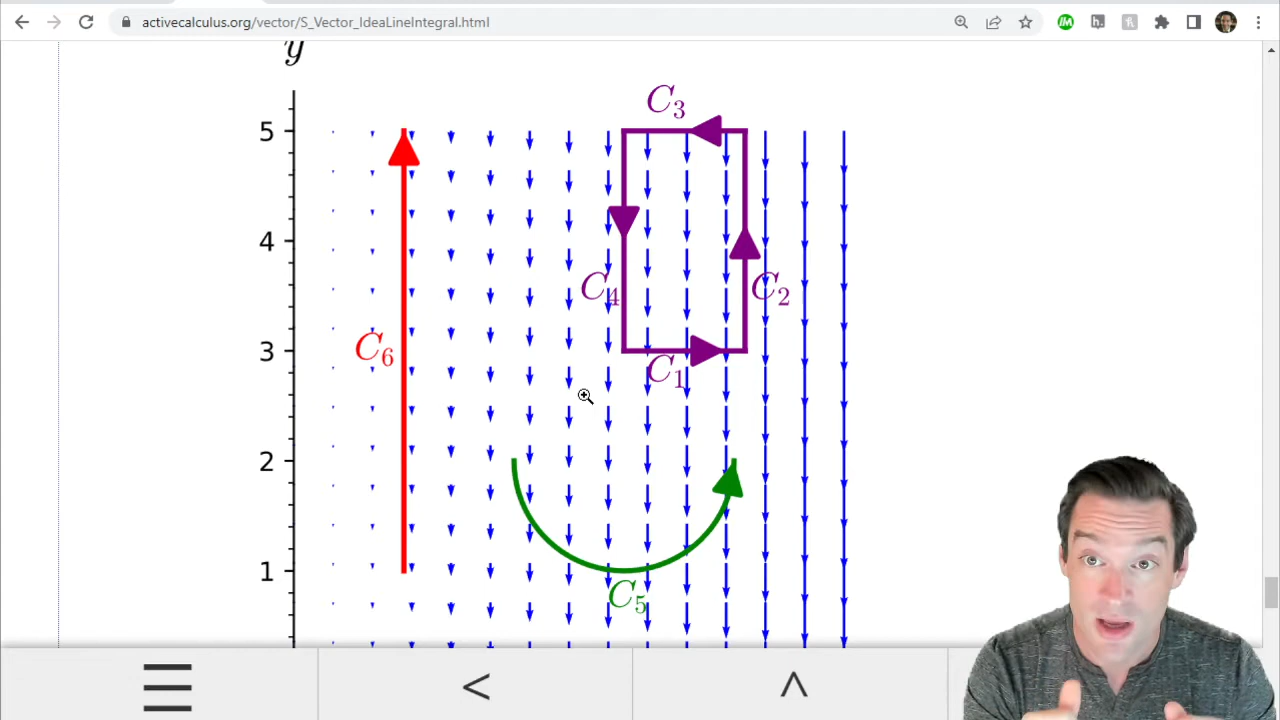 activecalculus.org/vector/S_Vector_IdeaLineIntegral.html
y
C₃
5
4
C₄
C₂
C₆
3
C₁
2
1
C₅